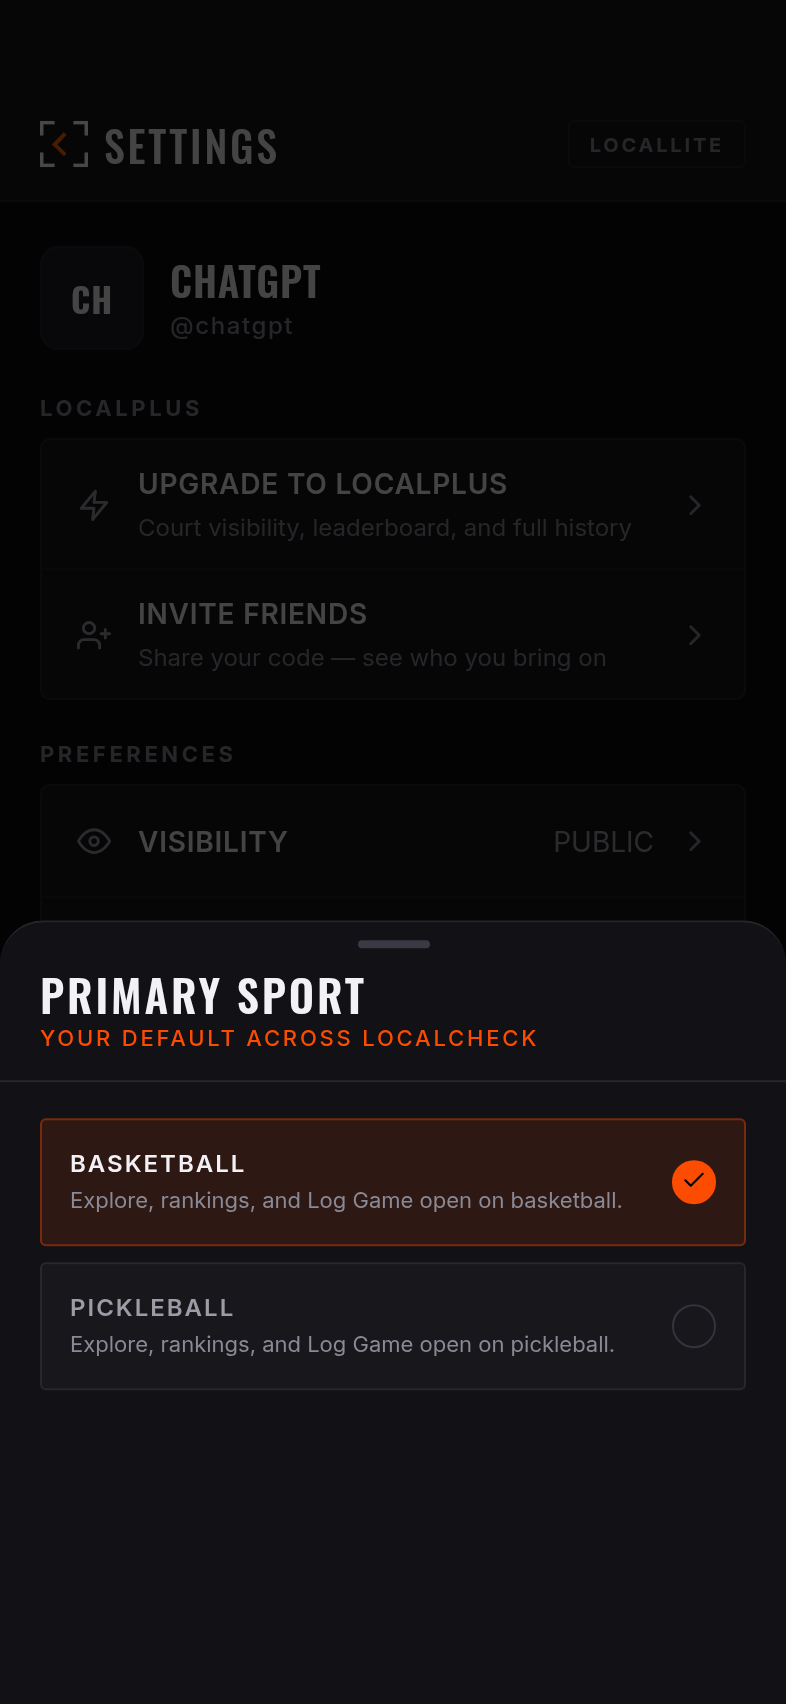 SETTINGS
LOCALLITE
CH
CHATGPT
@chatgpt
LOCALPLUS
UPGRADE TO LOCALPLUS
Court visibility, leaderboard, and full history
INVITE FRIENDS
Share your code — see who you bring on
PREFERENCES
VISIBILITY
PUBLIC
PRIMARY SPORT
YOUR DEFAULT ACROSS LOCALCHECK
BASKETBALL
Explore, rankings, and Log Game open on basketball.
PICKLEBALL
Explore, rankings, and Log Game open on pickleball.